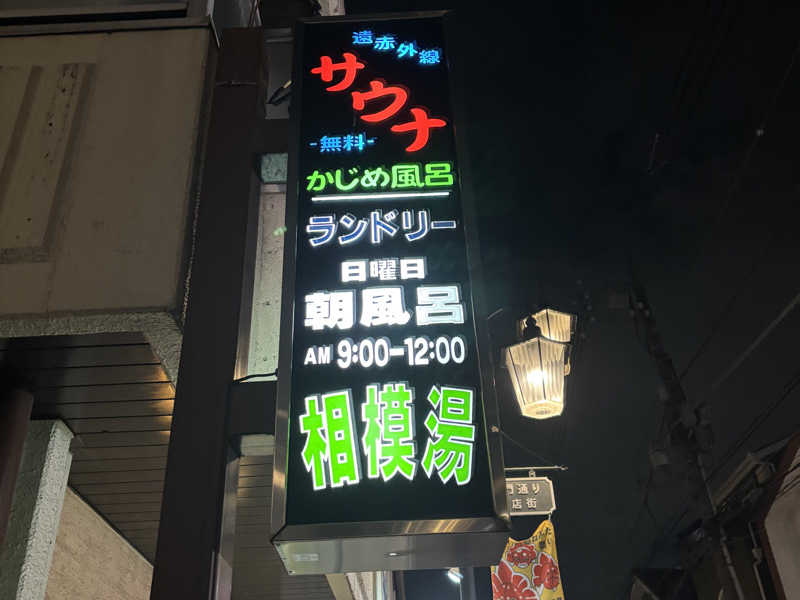 遠赤外線
サウナ
-無料-
かじめ風呂
ランドリー
日曜日
朝風呂
AM 9:00-12:00
相模湯
門通り
店街